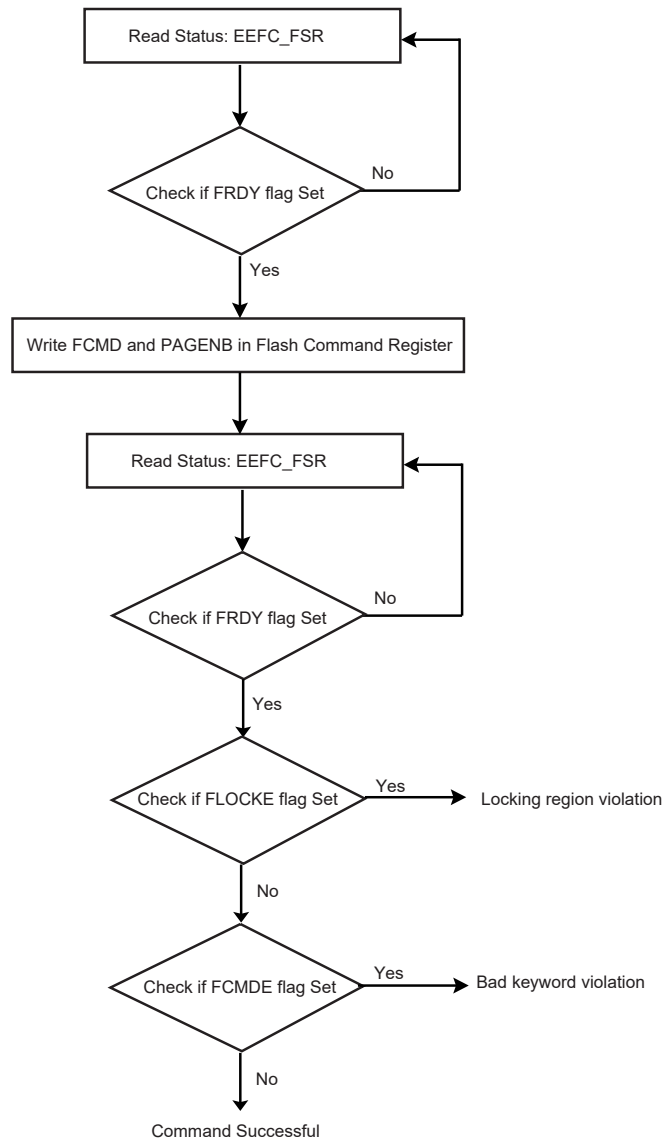 Read Status: EEFC_FSR
No
Check if FRDY flag Set
Yes
Write FCMD and PAGENB in Flash Command Register
Read Status: EEFC_FSR
No
Check if FRDY flag Set
Yes
Check if FLOCKE flag Set
Yes
Locking region violation
No
Check if FCMDE flag Set
Yes
Bad keyword violation
No
Command Successful